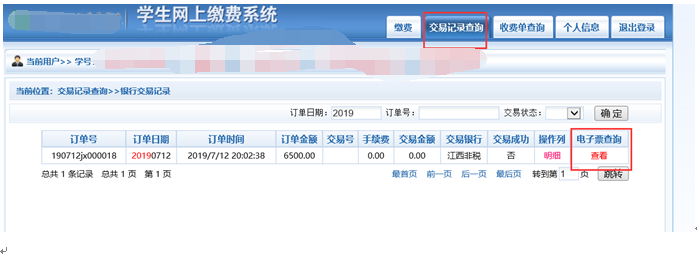 学生网上缴费系统
缴费 交易记录查询 收费单查询 个人信息 退出登录
当前用户>> 学号:
当前位置：交易记录查询>>银行交易记录
订单日期: 2019 订单号: 交易状态: 确 定
订单号 订单日期 订单时间 订单金额 交易号 手续费 交易金额 交易银行 交易成功 操作列 电子票查询
190712jx000018 20190712 2019/7/12 20:02:38 6500.00 0.00 0.00 江西非税 否 明细 查看
总共 1 条记录 总共 1 页 第 1 页 最首页 前一页 后一页 最后页 转到第 1 页 跳转